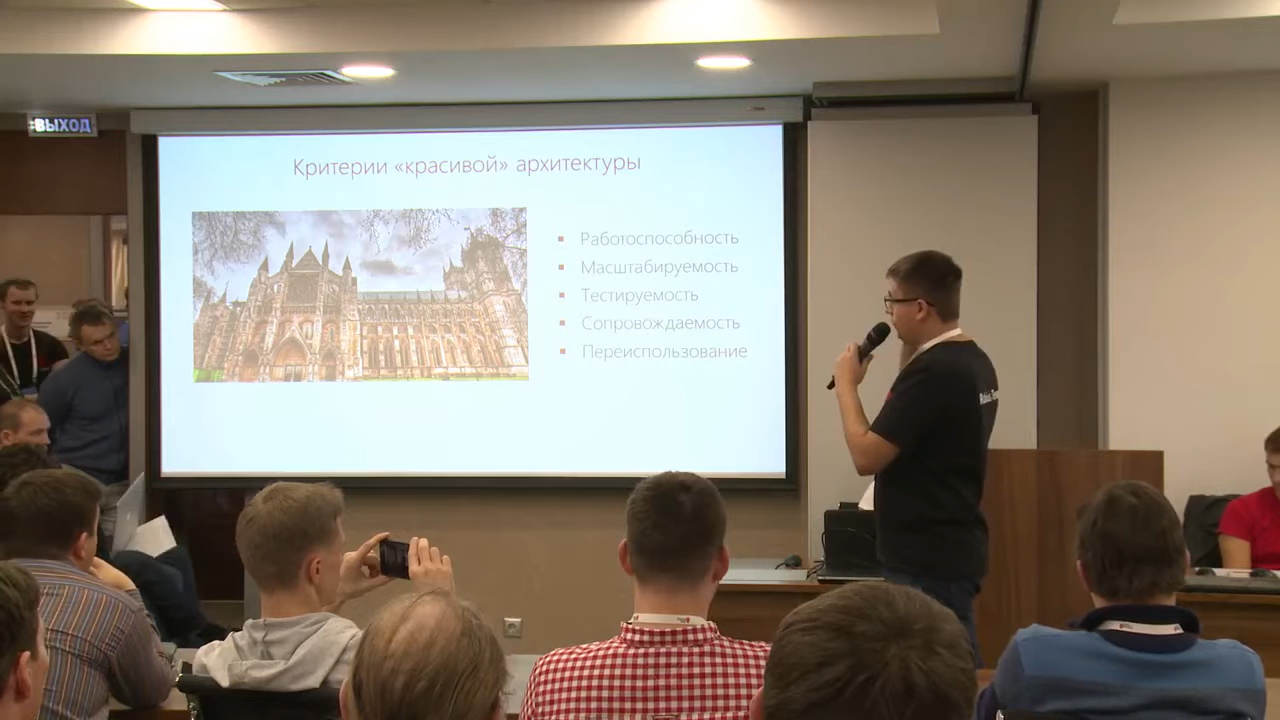 ВЫХОД
Критерии «красивой» архитектуры
Работоспособность
Масштабируемость
Тестируемость
Сопровождаемость
Переиспользование